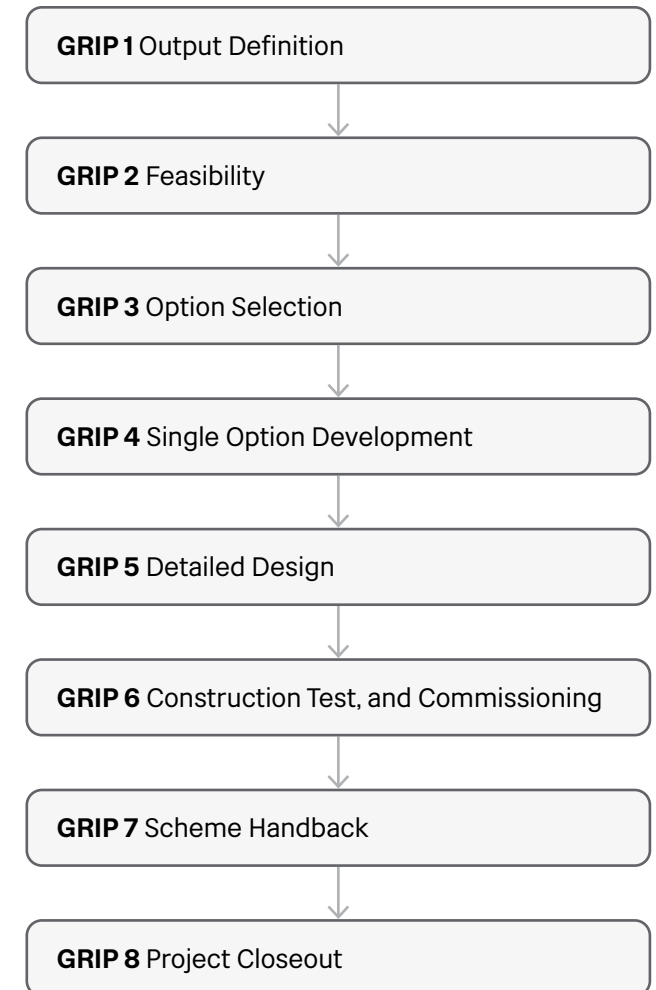 GRIP 1 Output Definition
GRIP 2 Feasibility
GRIP 3 Option Selection
GRIP 4 Single Option Development
GRIP 5 Detailed Design
GRIP 6 Construction Test, and Commissioning
GRIP 7 Scheme Handback
GRIP 8 Project Closeout